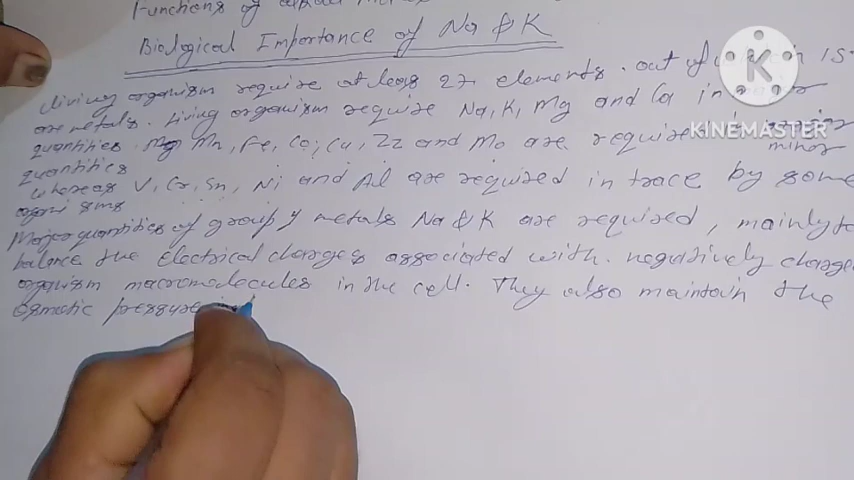 Functions of
Biological Importance of Na & K
living organism require at least 27 elements. out of which 15
are metals. living organism require Na, K, Mg and Ca in major
quantities. Mg Mn, Fe, Co, Cu, Zz and Mo are required in
minor
quantities
whereas V, Cr, Sn, Ni and Al are required in trace by some
Major quantities of group 1 metals Na & K are required, mainly to
balance the electrical charges associated with negatively charge
organism macromolecules in the cell. They also maintain the
Osmotic
KINEMASTER